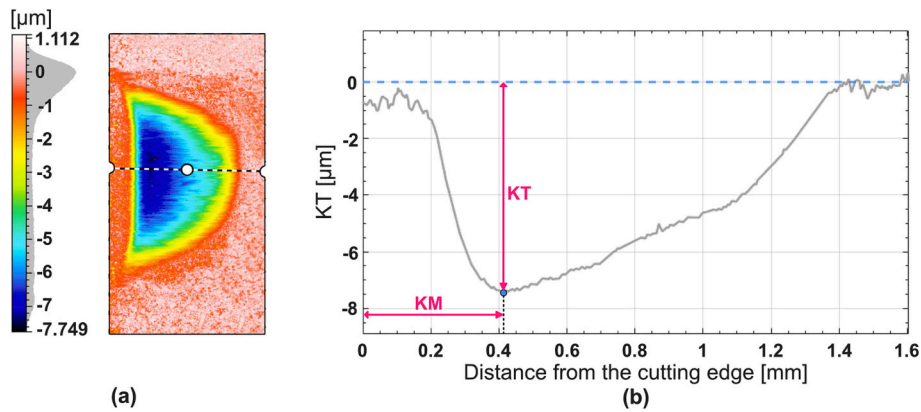 [µm]
1.112
0
-1
-2
-3
-4
-5
-6
-7
-7.749
(a)
KT [µm]
0
-2
-4
-6
-8
KT
KM
0 0.2 0.4 0.6 0.8 1 1.2 1.4 1.6
Distance from the cutting edge [mm]
(b)